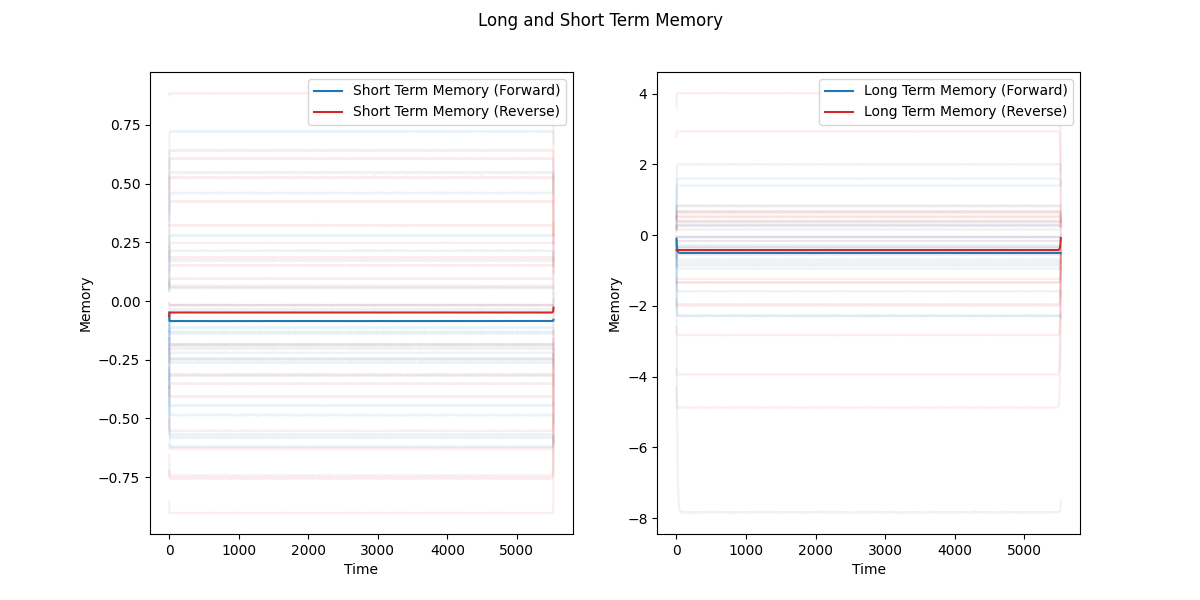 Long and Short Term Memory
Short Term Memory (Forward)
Short Term Memory (Reverse)
0.75
0.50
0.25
0.00
−0.25
−0.50
−0.75
Memory
0 1000 2000 3000 4000 5000
Time
Long Term Memory (Forward)
Long Term Memory (Reverse)
4
2
0
−2
−4
−6
−8
Memory
0 1000 2000 3000 4000 5000
Time